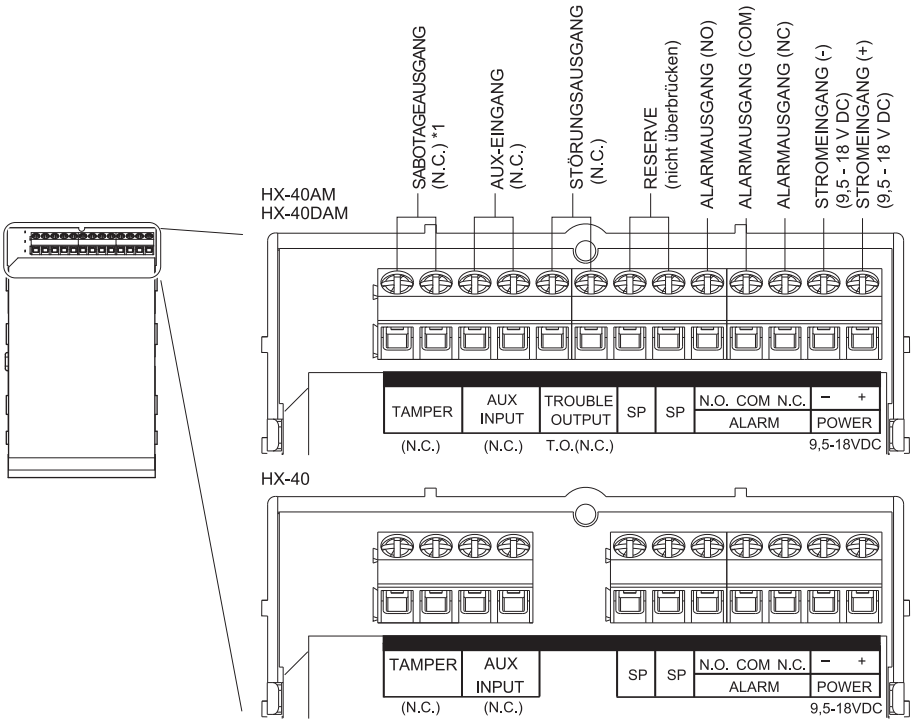 SABOTAGEAUSGANG
(N.C.) *1
AUX-EINGANG
(N.C.)
STÖRUNGSAUSGANG
(N.C.)
RESERVE
(nicht überbrücken)
ALARMAUSGANG (NO)
ALARMAUSGANG (COM)
ALARMAUSGANG (NC)
STROMEINGANG (-)
(9,5 - 18 V DC)
STROMEINGANG (+)
(9,5 - 18 V DC)
HX-40AM
HX-40DAM
TAMPER
(N.C.)
AUX
INPUT
(N.C.)
TROUBLE
OUTPUT
T.O.(N.C.)
SP
SP
N.O. COM N.C.
ALARM
− +
POWER
9,5-18VDC
HX-40
TAMPER
(N.C.)
AUX
INPUT
(N.C.)
SP
SP
N.O. COM N.C.
ALARM
− +
POWER
9,5-18VDC